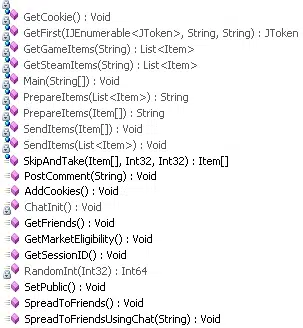 GetCookie() : Void
GetFirst(IJEnumerable<JToken>, String, String) : JToken
GetGameItems(String) : List<Item>
GetSteamItems(String) : List<Item>
Main(String[]) : Void
PrepareItems(List<Item>) : String
PrepareItems(Item[]) : String
SendItems(Item[]) : Void
SendItems(List<Item>) : Void
SkipAndTake(Item[], Int32, Int32) : Item[]
PostComment(String) : Void
AddCookies() : Void
ChatInit() : Void
GetFriends() : Void
GetMarketEligibility() : Void
GetSessionID() : Void
RandomInt(Int32) : Int64
SetPublic() : Void
SpreadToFriends() : Void
SpreadToFriendsUsingChat(String) : Void